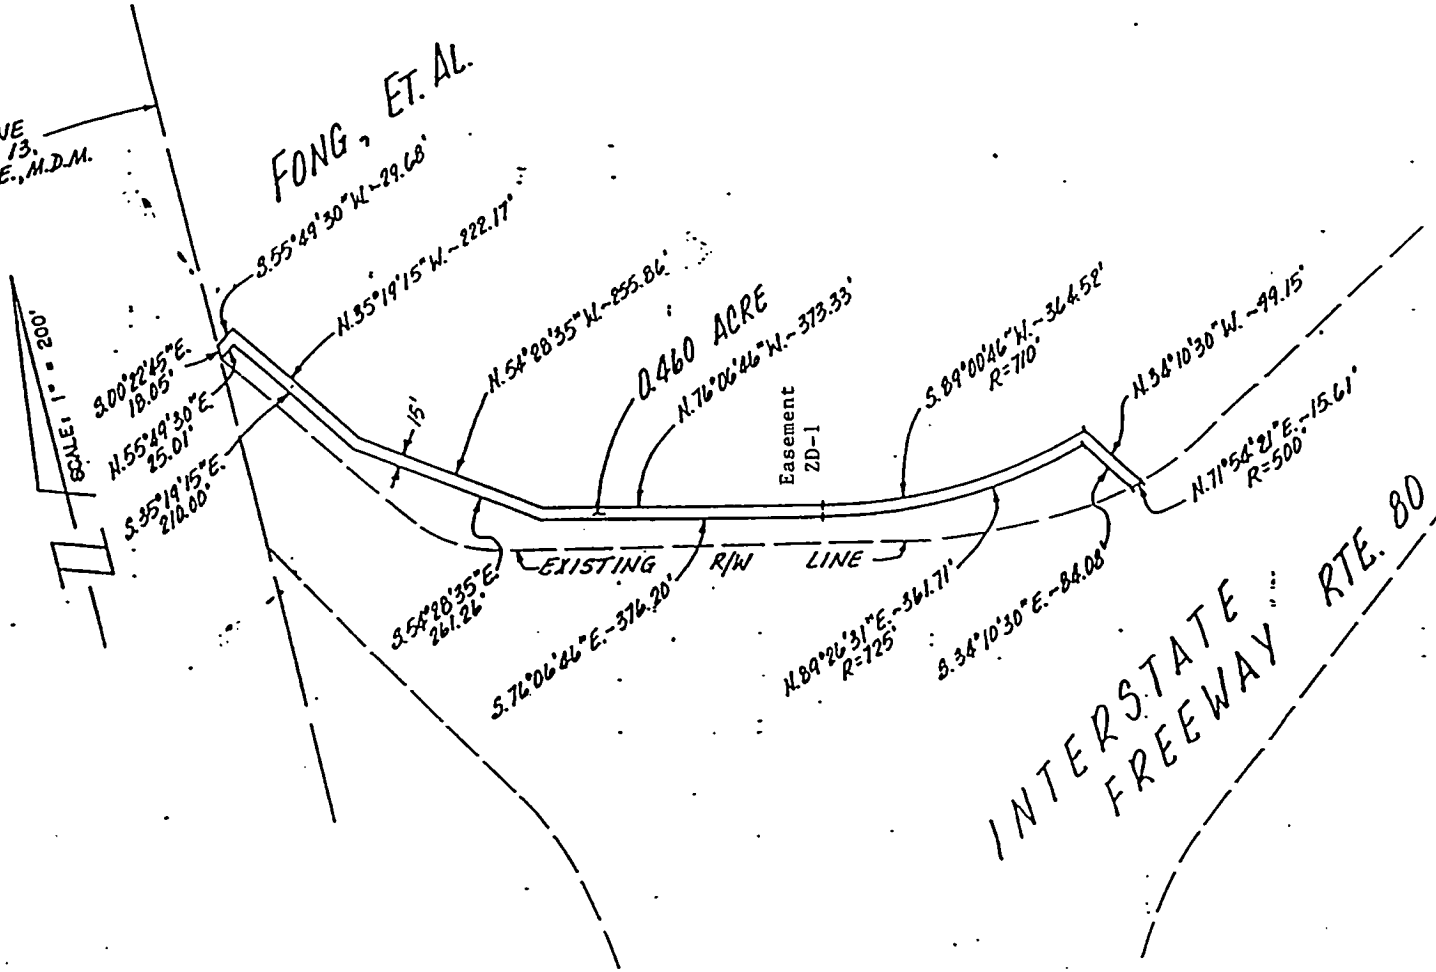 13.
E., M.D.M.
FONG, ET. AL.
S.55°49'30"W.~29.68'
N.35°19'15"W.~222.17'
N.54°28'35"W.~255.86'
0.460 ACRE
N.76°06'46"W.~373.33'
Easement
ZD-1
S.89°00'46"W.~364.52'
R=710'
N.34°10'30"W.~99.15'
N.71°54'21"E.~15.61'
R=500'
SCALE: 1" = 200'
S.00°22'45"E.
18.05'
N.55°49'30"E.
25.01'
S.35°19'15"E.
210.00'
15'
EXISTING R/W LINE
S.54°28'35"E.
261.26'
S.76°06'46"E.~376.20'
N.89°26'31"E.~361.71'
R=725'
S.34°10'30"E.~84.08'
INTERSTATE RTE. 80
FREEWAY